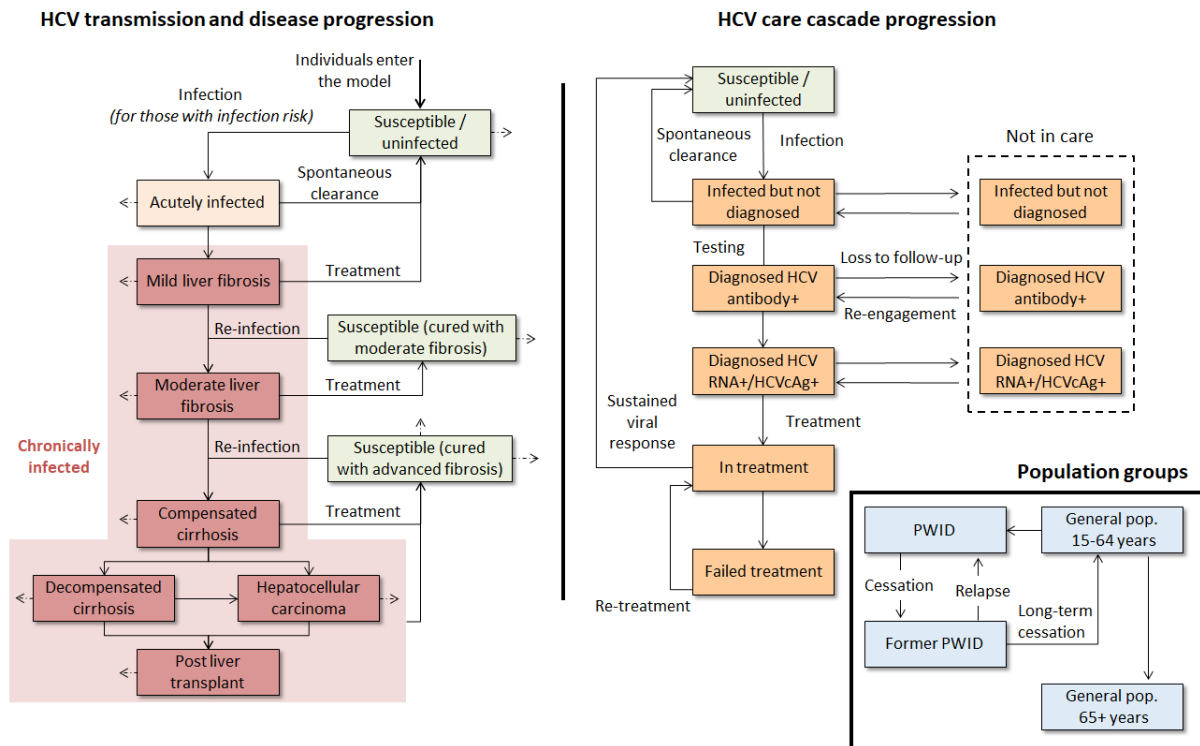 HCV transmission and disease progression
Individuals enter
the model
Infection
(for those with infection risk)
Susceptible /
uninfected
Spontaneous
clearance
Acutely infected
Mild liver fibrosis
Treatment
Re-infection
Susceptible (cured with
moderate fibrosis)
Moderate liver
fibrosis
Treatment
Chronically
infected
Re-infection
Susceptible (cured
with advanced fibrosis)
Compensated
cirrhosis
Treatment
Decompensated
cirrhosis
Hepatocellular
carcinoma
Post liver
transplant
HCV care cascade progression
Susceptible /
uninfected
Spontaneous
clearance
Infection
Not in care
Infected but not
diagnosed
Infected but not
diagnosed
Testing
Loss to follow-up
Diagnosed HCV
antibody+
Diagnosed HCV
antibody+
Re-engagement
Diagnosed HCV
RNA+/HCVcAg+
Diagnosed HCV
RNA+/HCVcAg+
Sustained
viral
response
Treatment
In treatment
Failed treatment
Re-treatment
Population groups
PWID
General pop.
15-64 years
Cessation
Relapse
Long-term
cessation
Former PWID
General pop.
65+ years